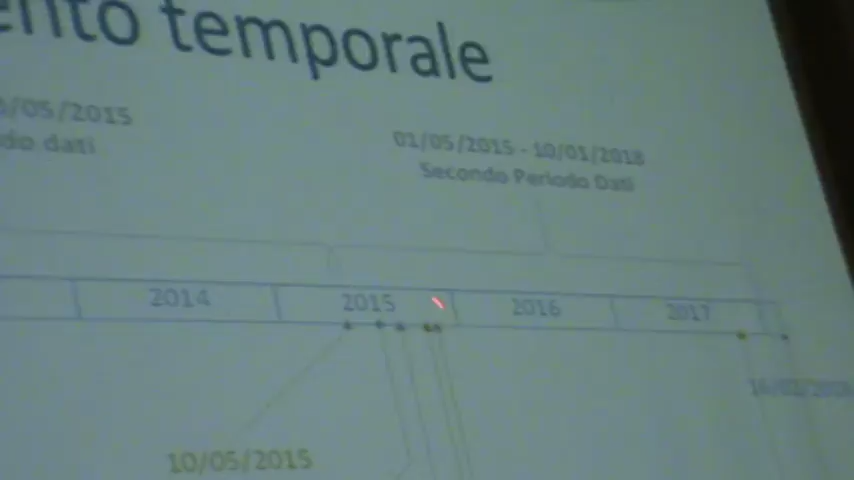 ento temporale
/05/2015
do dati
01/05/2015 - 10/01/2018
Secondo Periodo Dati
2014 2015 2016 2017
10/05/2015